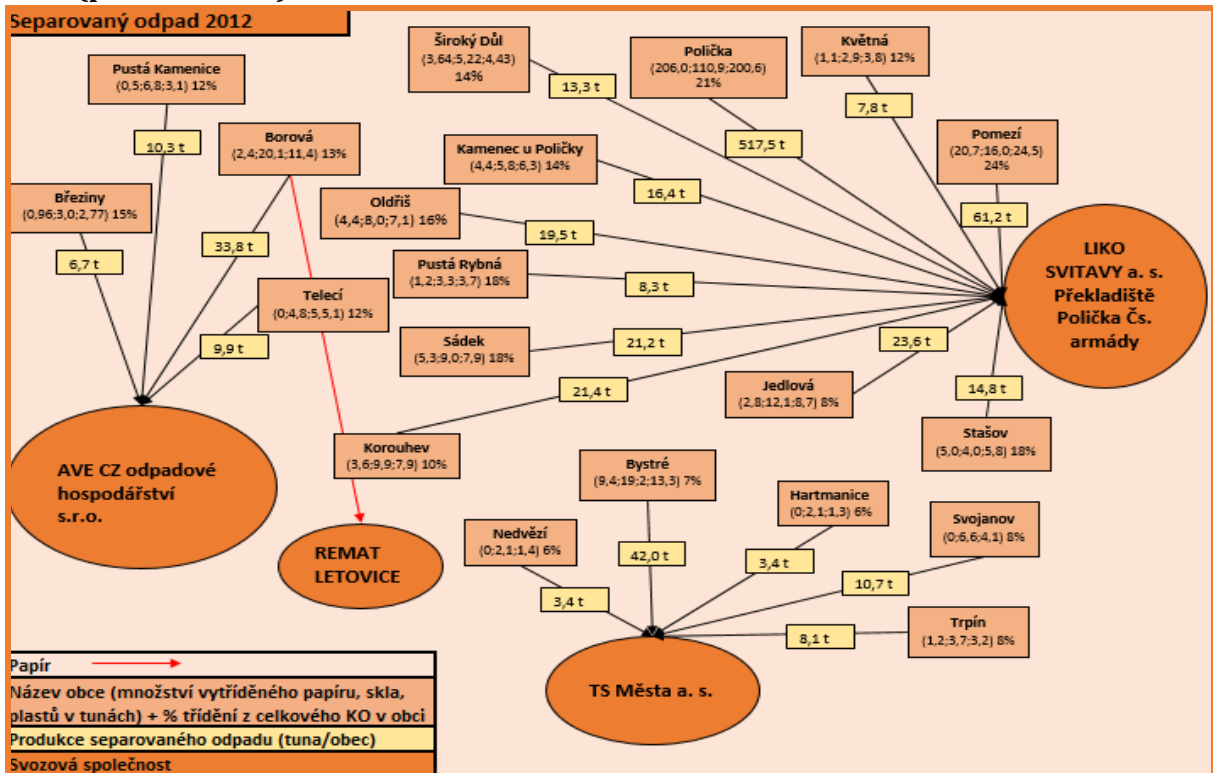 Separovaný odpad 2012
Pustá Kamenice
(0,5;6,8;3,1) 12%
10,3 t
Borová
(2,4;20,1;11,4) 13%
Březiny
(0,96;3,0;2,77) 15%
6,7 t
33,8 t
Telecí
(0;4,8;5,5,1) 12%
9,9 t
AVE CZ odpadové
hospodářství
s.r.o.
Široký Důl
(3,64;5,22;4,43)
14%
13,3 t
Polička
(206,0;110,9;200,6)
21%
517,5 t
Květná
(1,1;2,9;3,8) 12%
7,8 t
Pomezí
(20,7;16,0;24,5)
24%
61,2 t
Kamenec u Poličky
(4,4;5,8;6,3) 14%
16,4 t
Oldřiš
(4,4;8,0;7,1) 16%
19,5 t
Pustá Rybná
(1,2;3,3;3,7) 18%
8,3 t
Sádek
(5,3;9,0;7,9) 18%
21,2 t
23,6 t
Jedlová
(2,8;12,1;8,7) 8%
21,4 t
14,8 t
Stašov
(5,0;4,0;5,8) 18%
Korouhev
(3,6;9,9;7,9) 10%
LIKO
SVITAVY a. s.
Překladiště
Polička Čs.
armády
REMAT
LETOVICE
Bystré
(9,4;19;2;13,3) 7%
42,0 t
Hartmanice
(0;2,1;1,3) 6%
3,4 t
Svojanov
(0;6,6;4,1) 8%
10,7 t
Nedvězí
(0;2,1;1,4) 6%
3,4 t
Trpín
(1,2;3,7;3,2) 8%
8,1 t
TS Města a. s.
Papír
Název obce (množství vytříděného papíru, skla,
plastů v tunách) + % třídění z celkového KO v obci
Produkce separovaného odpadu (tuna/obec)
Svozová společnost